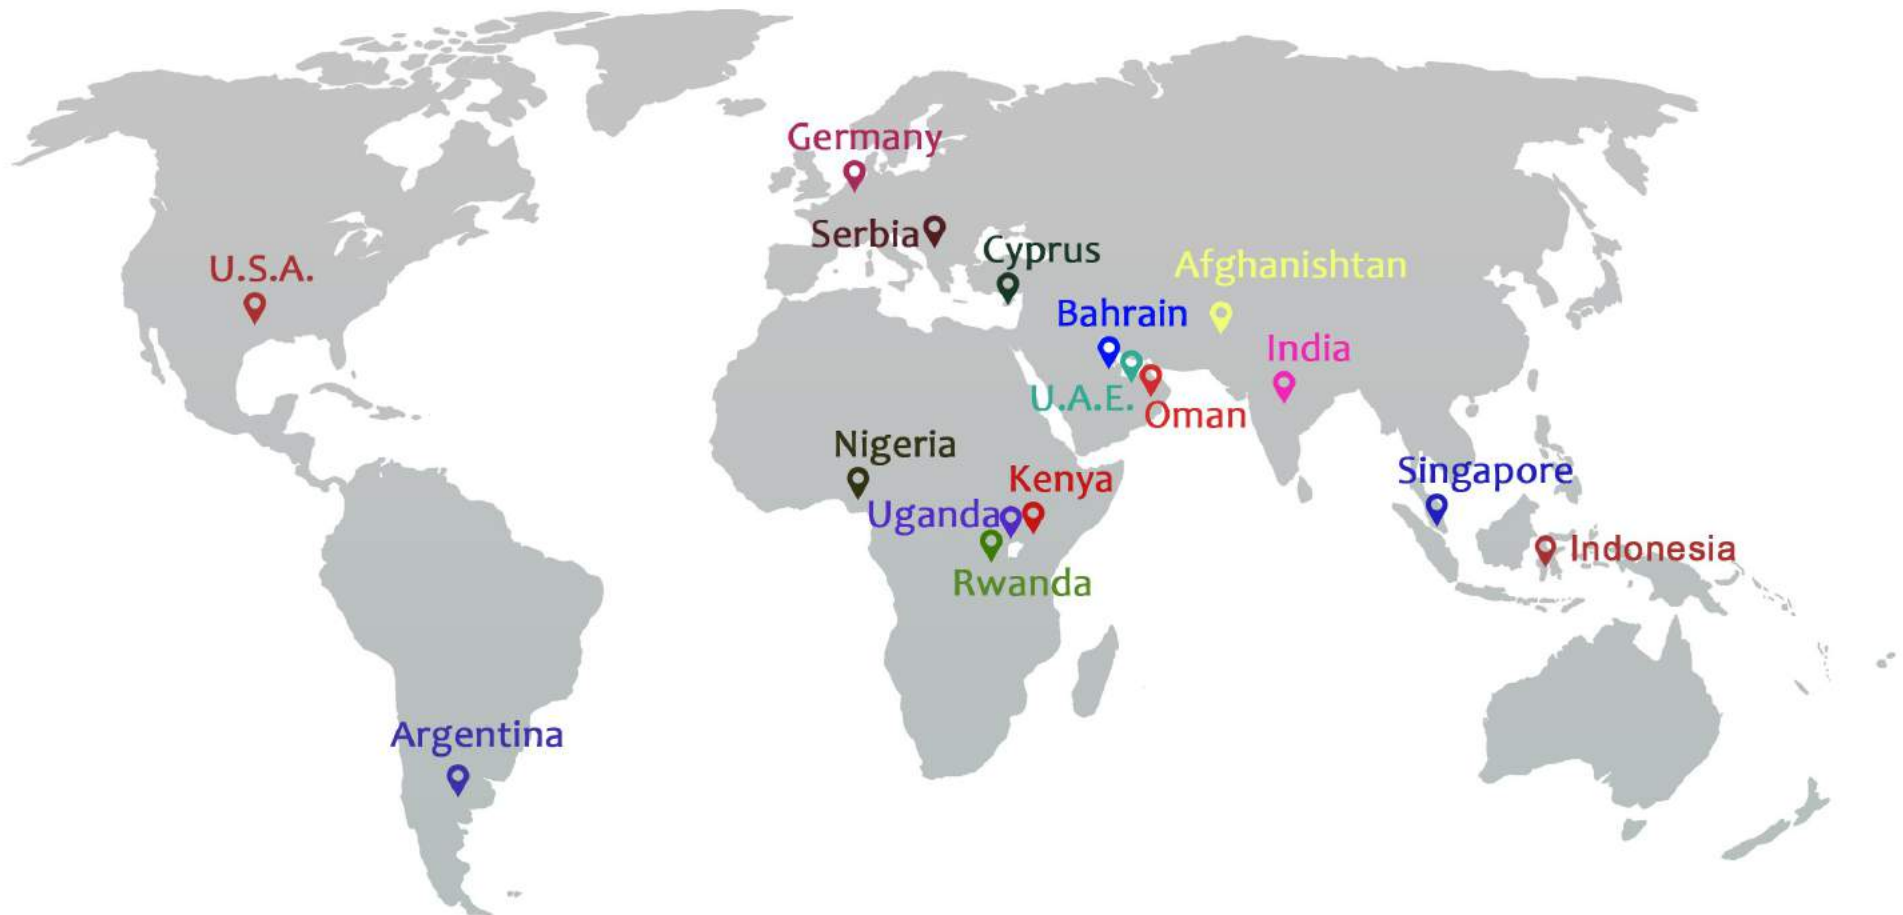 Germany
Serbia
Cyprus
U.S.A.
Afghanishtan
Bahrain
India
U.A.E.
Oman
Nigeria
Kenya
Singapore
Uganda
Indonesia
Rwanda
Argentina